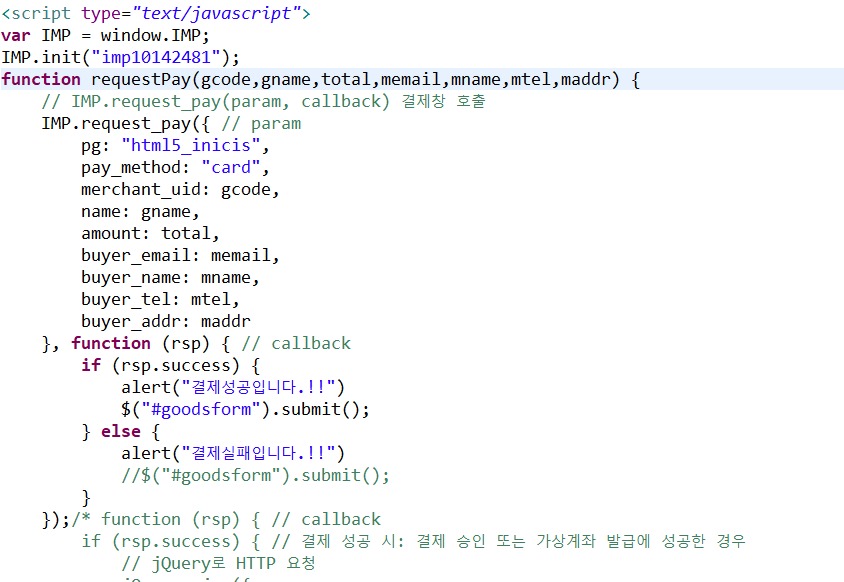 <script type="text/javascript">
var IMP = window.IMP;
IMP.init("imp10142481");
function requestPay(gcode,gname,total,memail,mname,mtel,maddr) {
    // IMP.request_pay(param, callback) 결제창 호출
    IMP.request_pay({ // param
        pg: "html5_inicis",
        pay_method: "card",
        merchant_uid: gcode,
        name: gname,
        amount: total,
        buyer_email: memail,
        buyer_name: mname,
        buyer_tel: mtel,
        buyer_addr: maddr
    }, function (rsp) { // callback
        if (rsp.success) {
            alert("결제성공입니다.!!")
            $("#goodsform").submit();
        } else {
            alert("결제실패입니다.!!")
            //$("#goodsform").submit();
        }
    });/* function (rsp) { // callback
        if (rsp.success) { // 결제 성공 시: 결제 승인 또는 가상계좌 발급에 성공한 경우
            // jQuery로 HTTP 요청